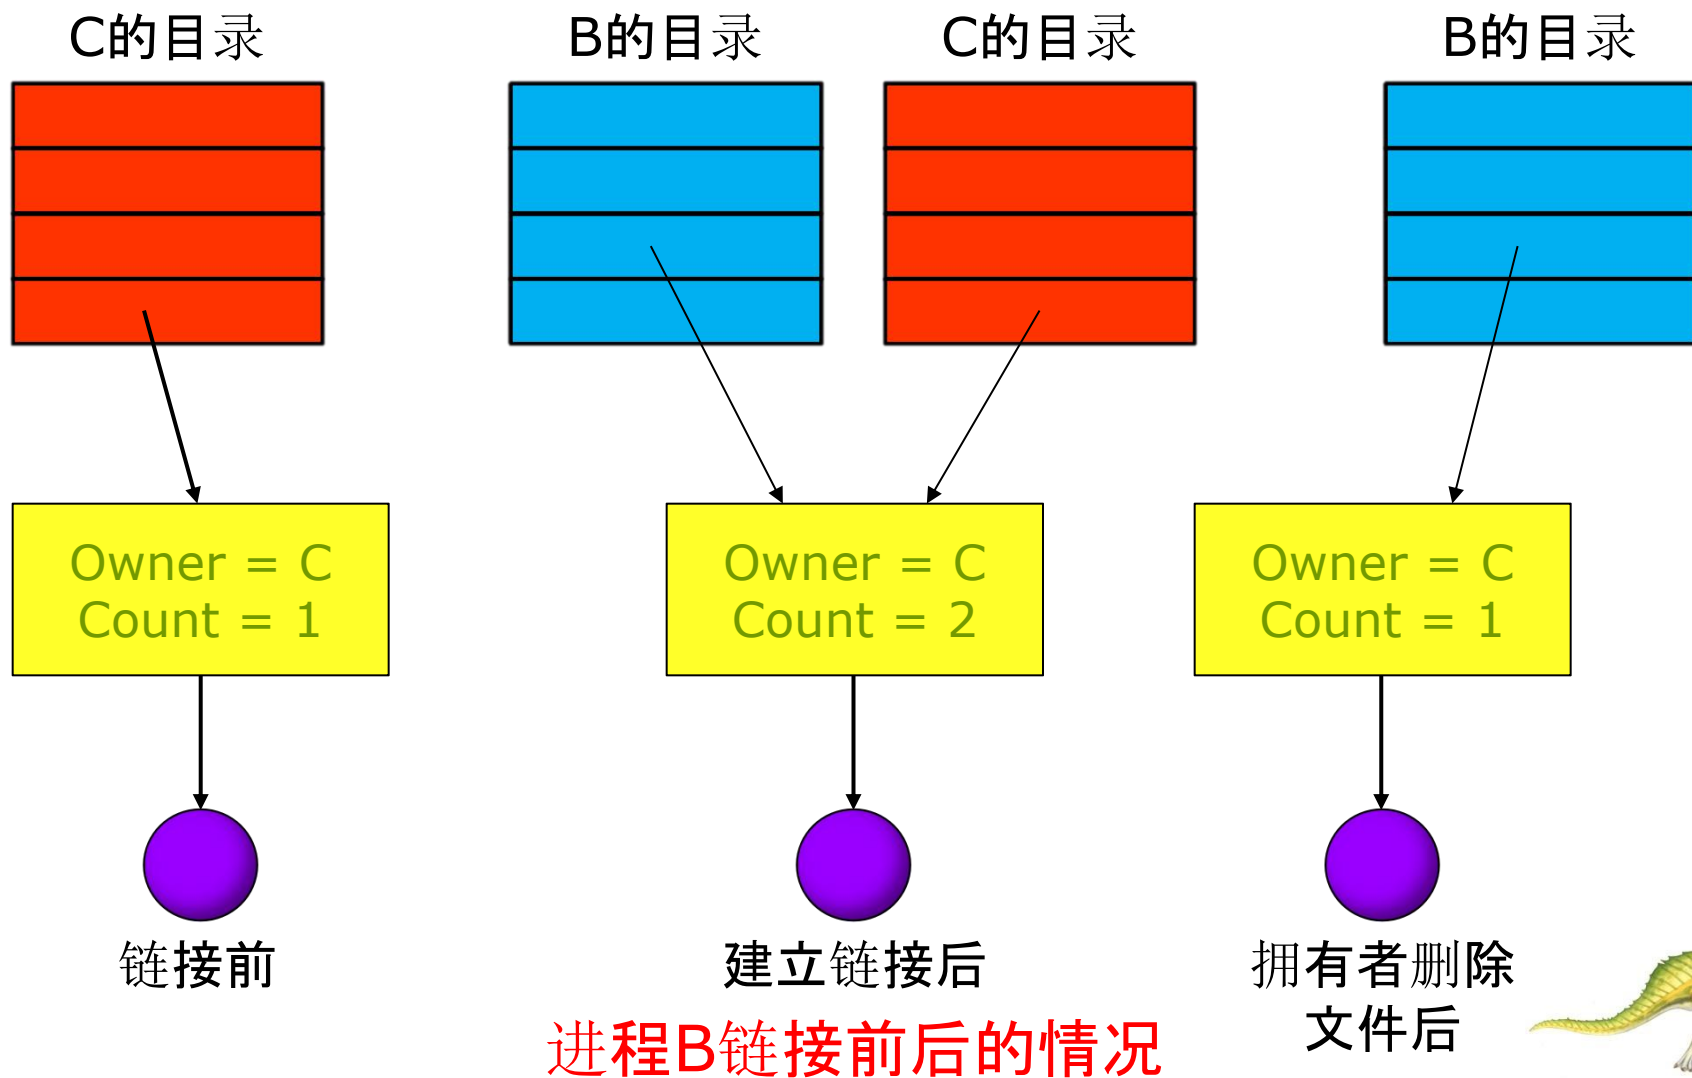 C的目录
B的目录
C的目录
B的目录
Owner = C
Count = 1
Owner = C
Count = 2
Owner = C
Count = 1
链接前
建立链接后
拥有者删除
文件后
进程B链接前后的情况